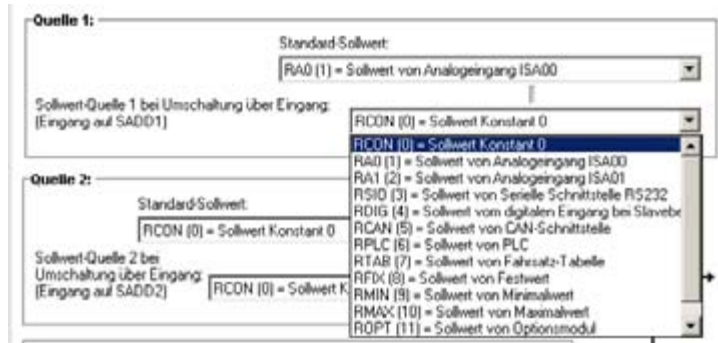 Quelle 1:
Standard-Sollwert:
RA0 (1) = Sollwert von Analogeingang ISA00
Sollwert-Quelle 1 bei Umschaltung über Eingang:
(Eingang auf SADD1)
RCON (0) = Sollwert Konstant 0
RCON (0) = Sollwert Konstant 0
RA0 (1) = Sollwert von Analogeingang ISA00
RA1 (2) = Sollwert von Analogeingang ISA01
RSIO (3) = Sollwert von Serielle Schnittstelle RS232
RDIG (4) = Sollwert vom digitalen Eingang bei Slavebe
RCAN (5) = Sollwert von CAN-Schnittstelle
RPLC (6) = Sollwert von PLC
RTAB (7) = Sollwert von Fahrsatz-Tabelle
RFIX (8) = Sollwert von Festwert
RMIN (9) = Sollwert von Minimalwert
RMAX (10) = Sollwert von Maximalwert
ROPT (11) = Sollwert von Optionsmodul
Quelle 2:
Standard-Sollwert:
RCON (0) = Sollwert Konstant 0
Sollwert-Quelle 2 bei
Umschaltung über Eingang:
(Eingang auf SADD2)
RCON (0) = Sollwert K